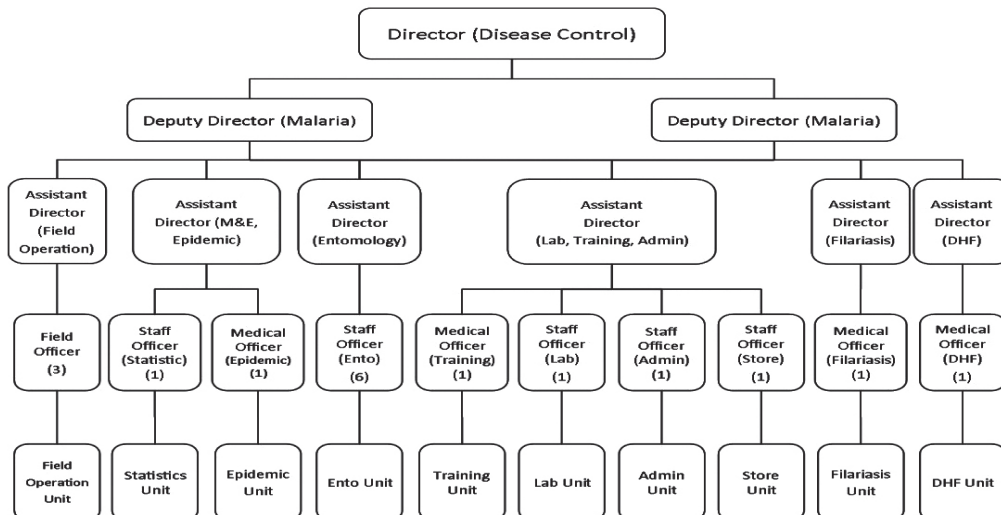 Director (Disease Control)
Deputy Director (Malaria)
Deputy Director (Malaria)
Assistant
Director
(Field
Operation)
Assistant
Director (M&E,
Epidemic)
Assistant
Director
(Entomology)
Assistant
Director
(Lab, Training, Admin)
Assistant
Director
(Filariasis)
Assistant
Director
(DHF)
Field
Officer
(3)
Staff
Officer
(Statistic)
(1)
Medical
Officer
(Epidemic)
(1)
Staff
Officer
(Ento)
(6)
Medical
Officer
(Training)
(1)
Staff
Officer
(Lab)
(1)
Staff
Officer
(Admin)
(1)
Staff
Officer
(Store)
(1)
Medical
Officer
(Filariasis)
(1)
Medical
Officer
(DHF)
(1)
Field
Operation
Unit
Statistics
Unit
Epidemic
Unit
Ento Unit
Training
Unit
Lab Unit
Admin
Unit
Store
Unit
Filariasis
Unit
DHF Unit